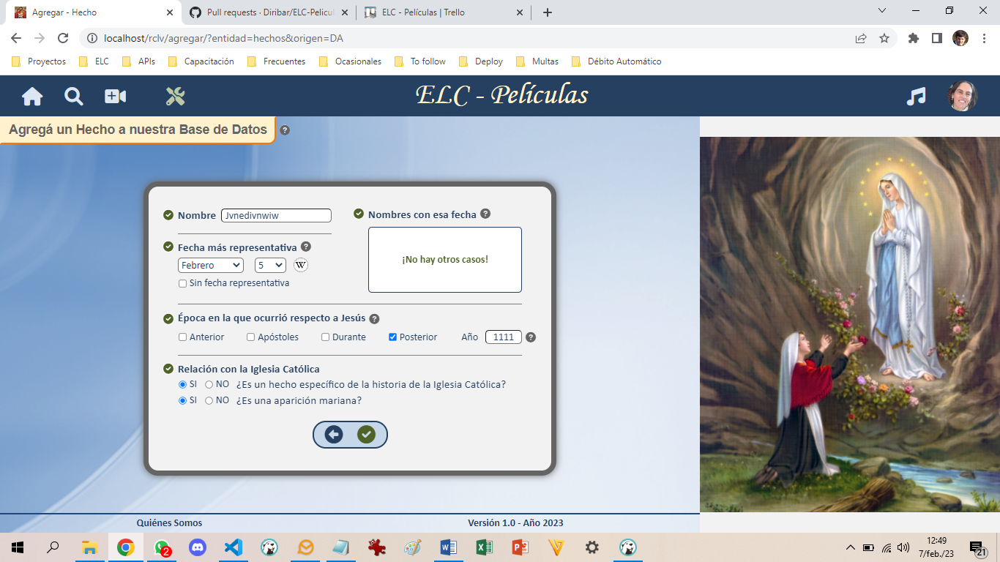 Agregar - Hecho
Pull requests · Diribar/ELC-Pelicul
ELC - Películas | Trello
localhost/rclv/agregar/?entidad=hechos&origen=DA
Proyectos ELC APIs Capacitación Frecuentes Ocasionales To follow Deploy Multas Débito Automático
ELC - Películas
Agregá un Hecho a nuestra Base de Datos ?
Nombre Jvnedivnwiw
Nombres con esa fecha ?
¡No hay otros casos!
Fecha más representativa ?
Febrero 5 W
Sin fecha representativa
Época en la que ocurrió respecto a Jesús ?
Anterior Apóstoles Durante Posterior Año 1111 ?
Relación con la Iglesia Católica
SI NO ¿Es un hecho específico de la historia de la Iglesia Católica?
SI NO ¿Es una aparición mariana?
Quiénes Somos Versión 1.0 - Año 2023
2
12:49
7/feb./23
21